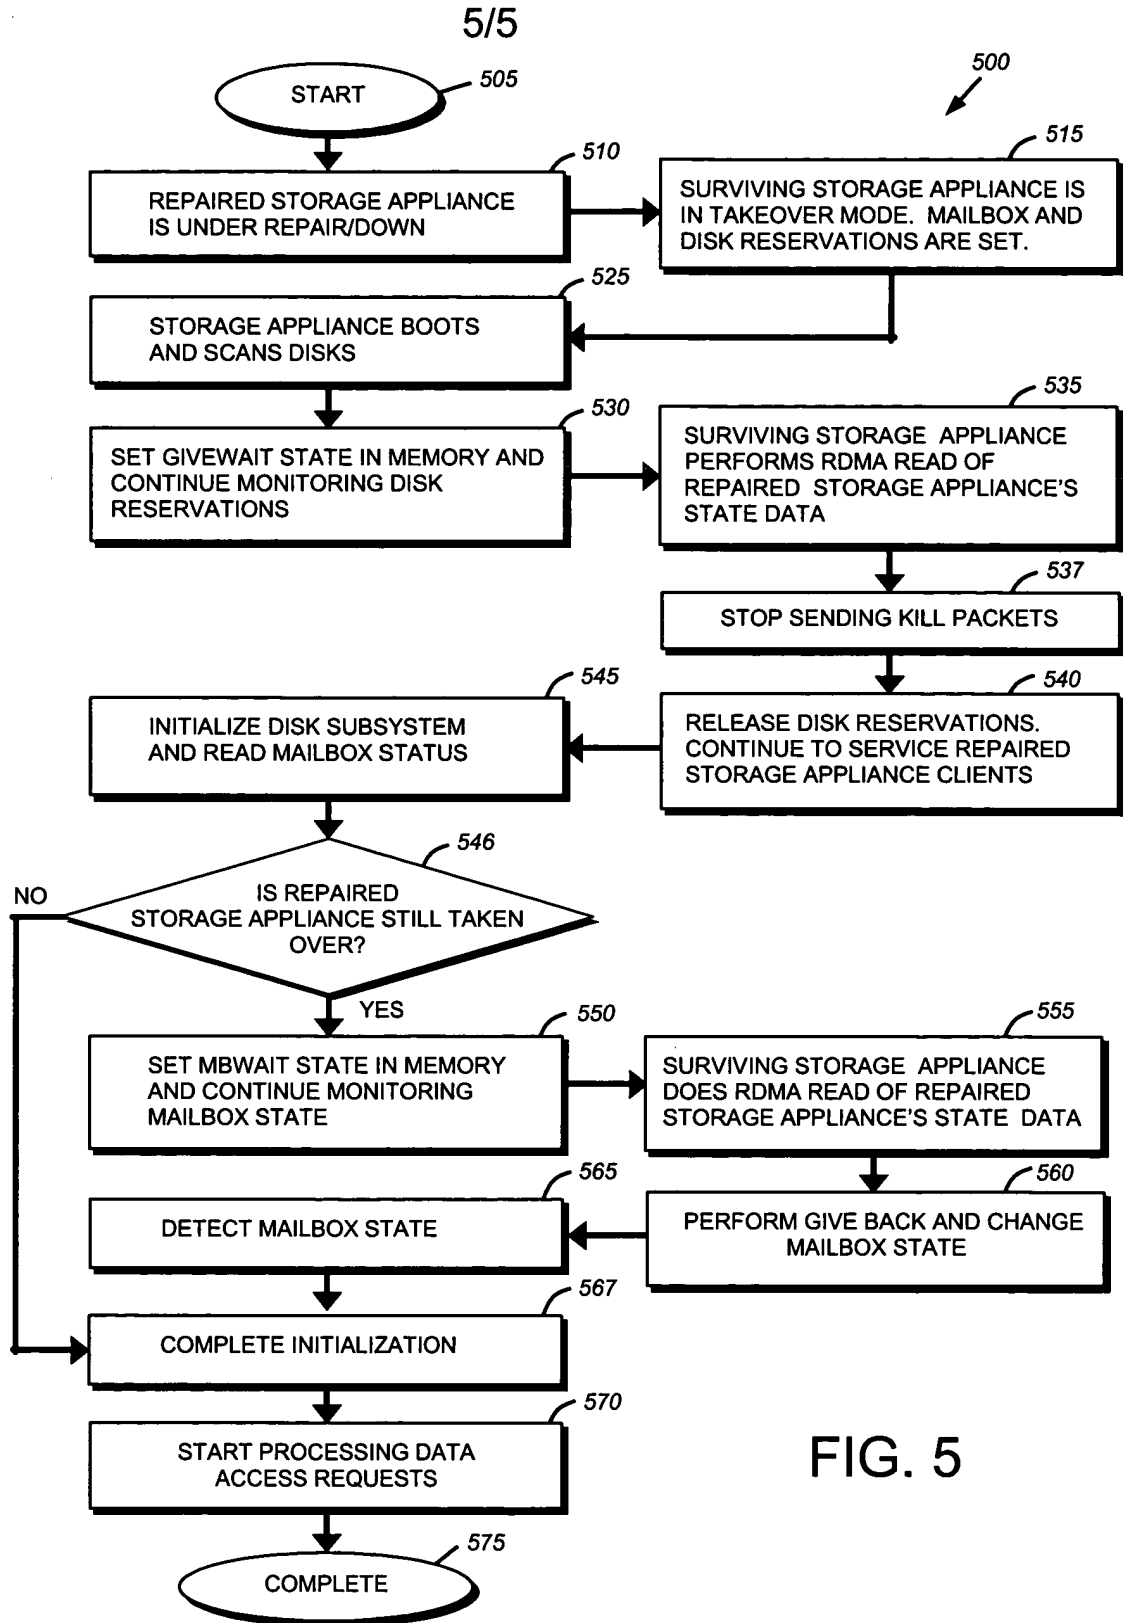 5/5
500
START
505
REPAIRED STORAGE APPLIANCE
IS UNDER REPAIR/DOWN
510
SURVIVING STORAGE APPLIANCE IS
IN TAKEOVER MODE. MAILBOX AND
DISK RESERVATIONS ARE SET.
515
STORAGE APPLIANCE BOOTS
AND SCANS DISKS
525
SET GIVEWAIT STATE IN MEMORY AND
CONTINUE MONITORING DISK
RESERVATIONS
530
SURVIVING STORAGE APPLIANCE
PERFORMS RDMA READ OF
REPAIRED STORAGE APPLIANCE'S
STATE DATA
535
STOP SENDING KILL PACKETS
537
RELEASE DISK RESERVATIONS.
CONTINUE TO SERVICE REPAIRED
STORAGE APPLIANCE CLIENTS
540
INITIALIZE DISK SUBSYSTEM
AND READ MAILBOX STATUS
545
IS REPAIRED
STORAGE APPLIANCE STILL TAKEN
OVER?
546
NO
YES
SET MBWAIT STATE IN MEMORY
AND CONTINUE MONITORING
MAILBOX STATE
550
SURVIVING STORAGE APPLIANCE
DOES RDMA READ OF REPAIRED
STORAGE APPLIANCE'S STATE DATA
555
PERFORM GIVE BACK AND CHANGE
MAILBOX STATE
560
DETECT MAILBOX STATE
565
COMPLETE INITIALIZATION
567
START PROCESSING DATA
ACCESS REQUESTS
570
COMPLETE
575
FIG. 5